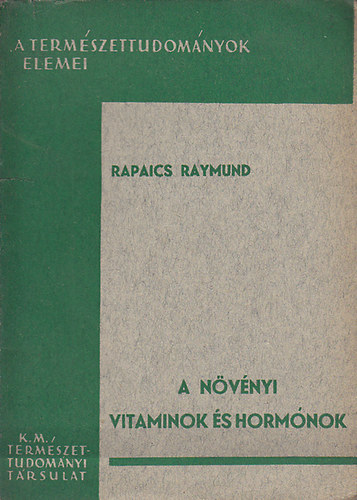 A TERMÉSZETTUDOMÁNYOK
ELEMEI
RAPAICS RAYMUND
A NÖVÉNYI
VITAMINOK ÉS HORMÓNOK
K.M.
TERMÉSZET-
TUDOMÁNYI
TÁRSULAT